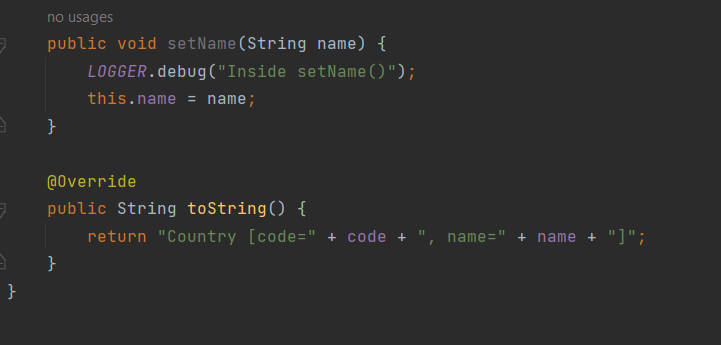 no usages
public void setName(String name) {
LOGGER.debug("Inside setName()");
this.name = name;
}
@Override
public String toString() {
return "Country [code=" + code + ", name=" + name + "]";
}
}